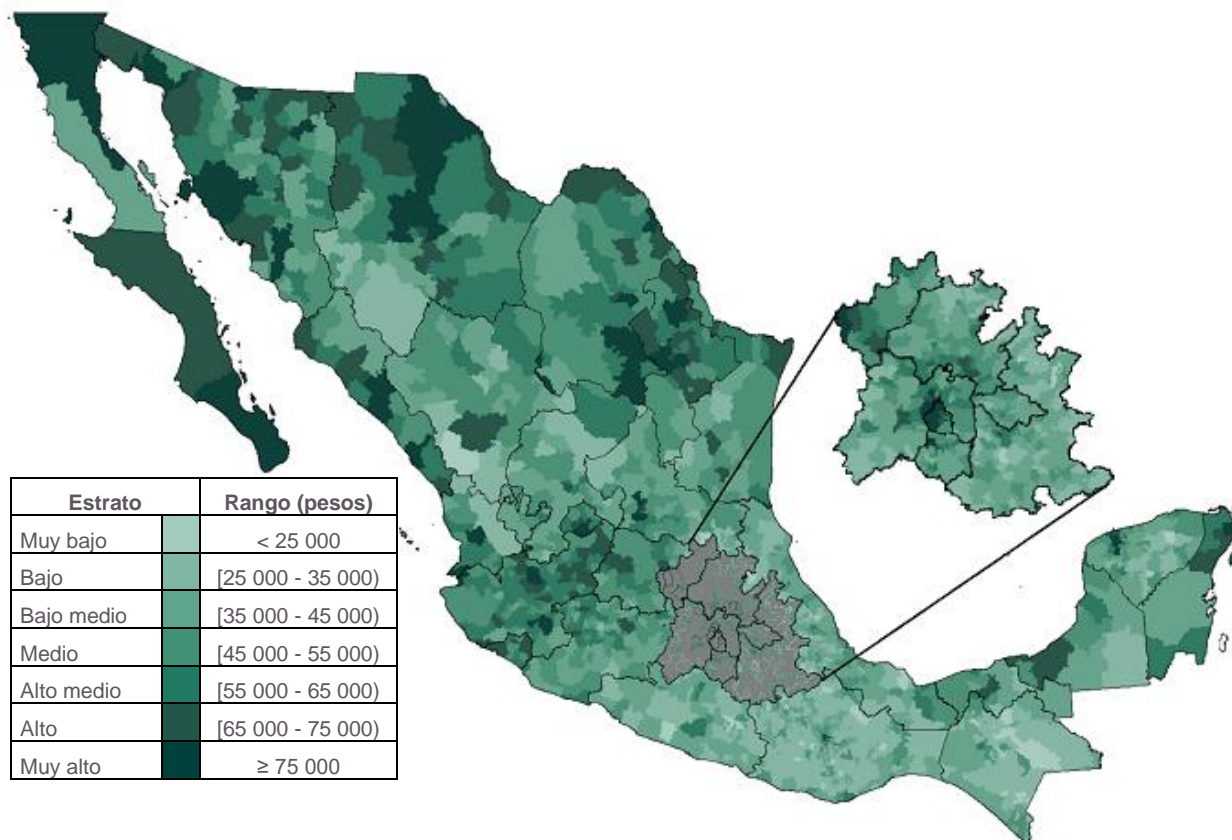 Estrato Rango (pesos)
Muy bajo < 25 000
Bajo [25 000 - 35 000)
Bajo medio [35 000 - 45 000)
Medio [45 000 - 55 000)
Alto medio [55 000 - 65 000)
Alto [65 000 - 75 000)
Muy alto ≥ 75 000